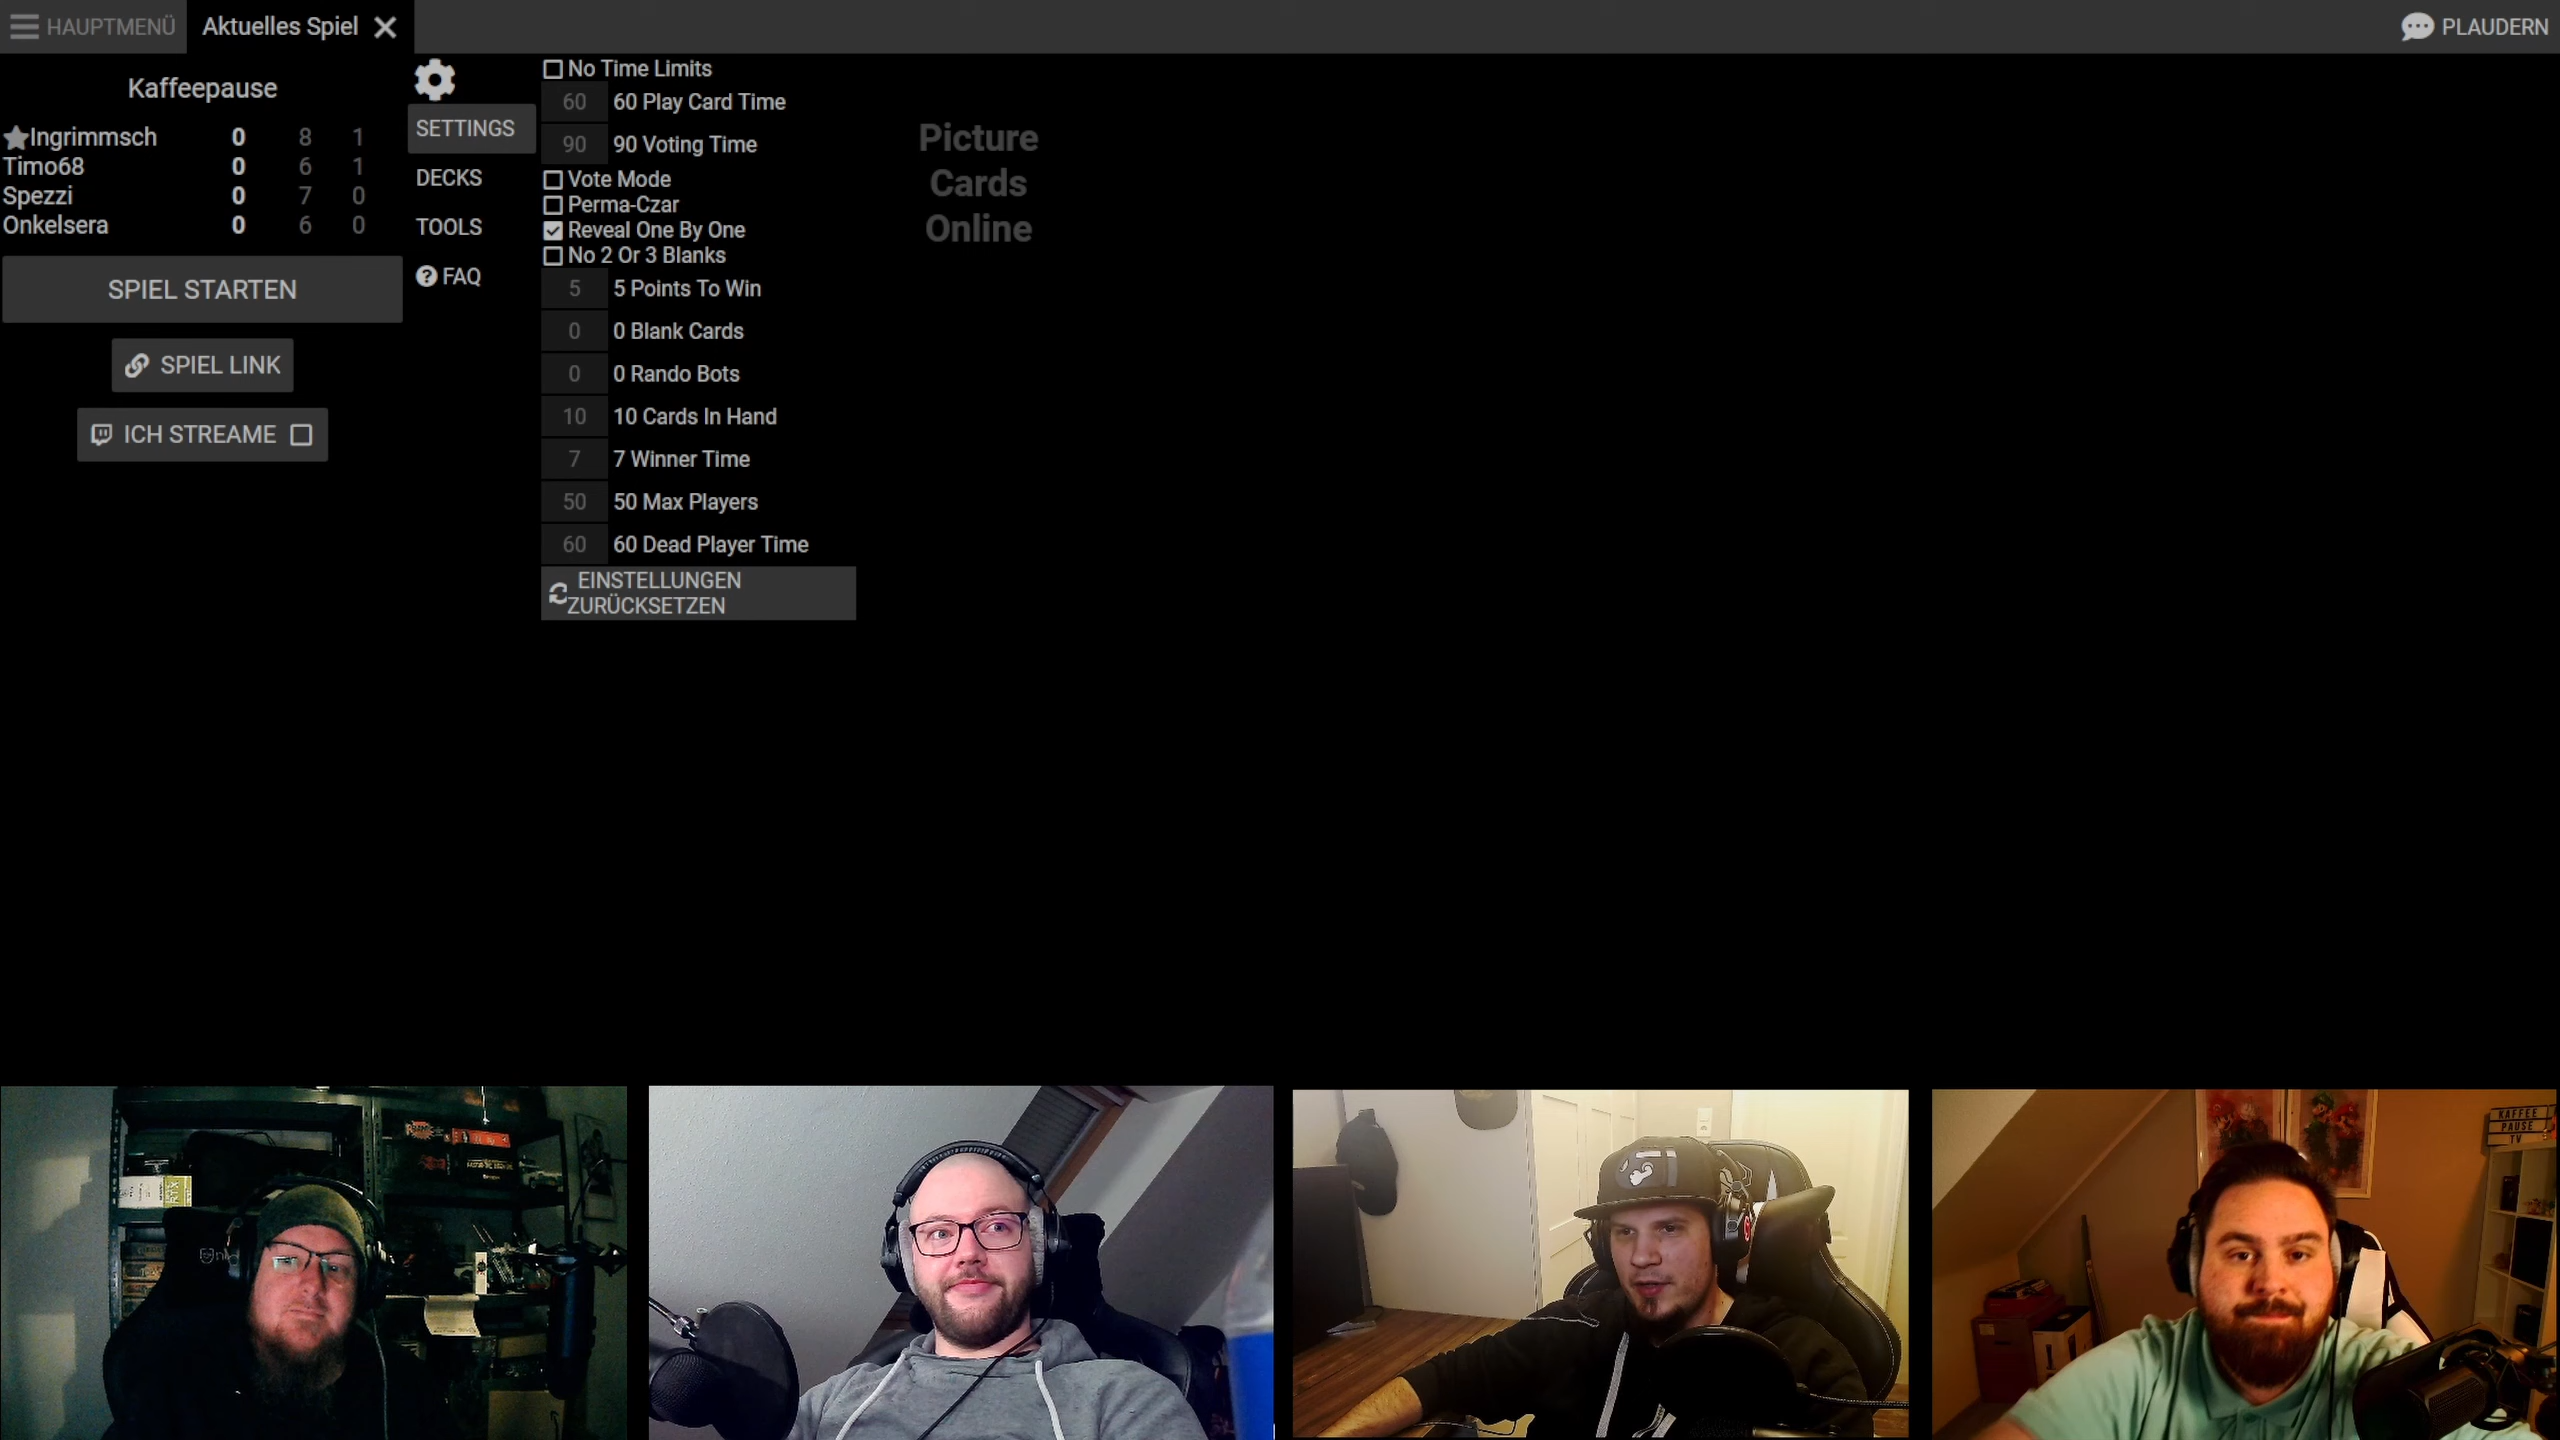 HAUPTMENÜ
Aktuelles Spiel
PLAUDERN
Kaffeepause
Ingrimmsch 0 8 1
Timo68 0 6 1
Spezzi 0 7 0
Onkelsera 0 6 0
SPIEL STARTEN
SPIEL LINK
ICH STREAME
SETTINGS
DECKS
TOOLS
FAQ
No Time Limits
60 60 Play Card Time
90 90 Voting Time
Vote Mode
Perma-Czar
Reveal One By One
No 2 Or 3 Blanks
5 5 Points To Win
0 0 Blank Cards
0 0 Rando Bots
10 10 Cards In Hand
7 7 Winner Time
50 50 Max Players
60 60 Dead Player Time
EINSTELLUNGEN
ZURÜCKSETZEN
Picture
Cards
Online
RTX
KAFFEE
PAUSE
TV